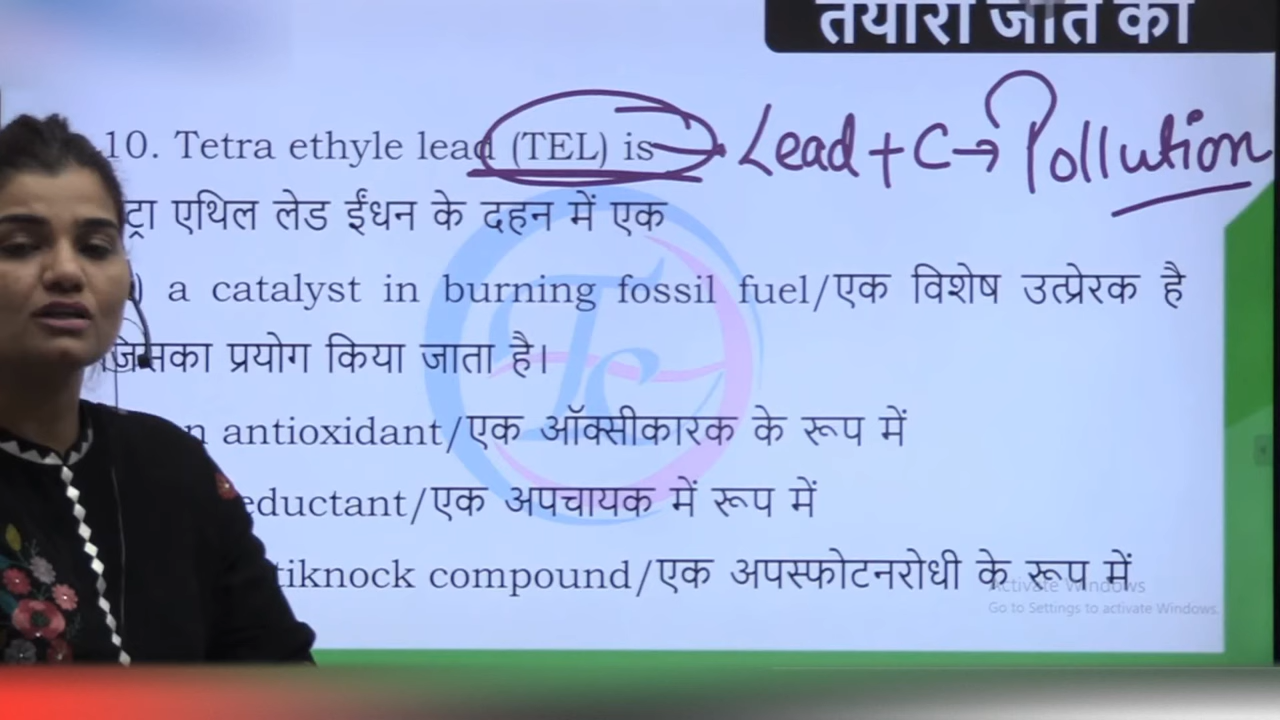 तैयारी जीत की
10. Tetra ethyle lead (TEL) is Lead + C → Pollution
ट्रा एथिल लेड ईंधन के दहन में एक
) a catalyst in burning fossil fuel/एक विशेष उत्प्रेरक है
जिसका प्रयोग किया जाता है।
n antioxidant/एक ऑक्सीकारक के रूप में
eductant/एक अपचायक में रूप में
tiknock compound/एक अपस्फोटनरोधी के रूप में
Activate Windows
Go to Settings to activate Windows.